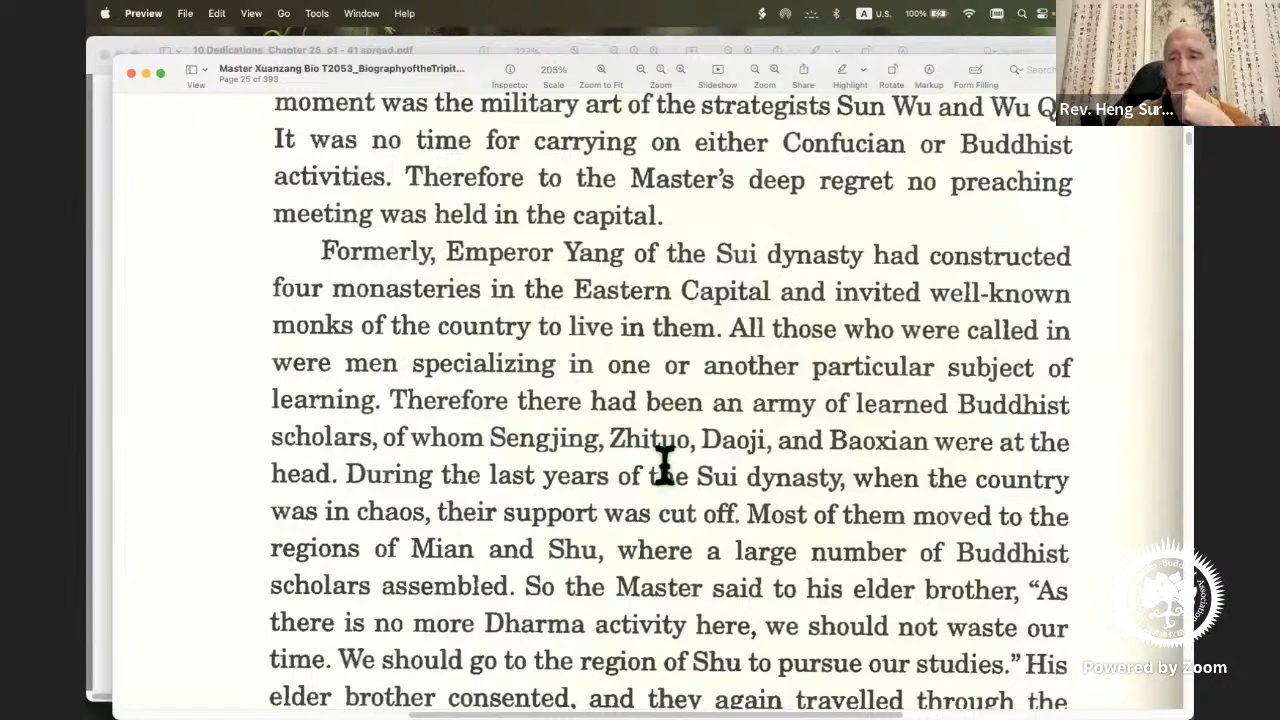 Preview File Edit View Go Tools Window Help
A U.S. 100%
10 Dedications_Chapter 25_p1 - 41 spread.pdf 127%
Master Xuanzang Bio T2053_BiographyoftheTripit...
Page 25 of 393
205%
View Inspector Scale Zoom to Fit Zoom Slideshow Zoom Share Highlight Rotate Markup Form Filling Search
Rev. Heng Sur...
moment was the military art of the strategists Sun Wu and Wu Q
It was no time for carrying on either Confucian or Buddhist
activities. Therefore to the Master's deep regret no preaching
meeting was held in the capital.
Formerly, Emperor Yang of the Sui dynasty had constructed
four monasteries in the Eastern Capital and invited well-known
monks of the country to live in them. All those who were called in
were men specializing in one or another particular subject of
learning. Therefore there had been an army of learned Buddhist
scholars, of whom Sengjing, Zhituo, Daoji, and Baoxian were at the
head. During the last years of the Sui dynasty, when the country
was in chaos, their support was cut off. Most of them moved to the
regions of Mian and Shu, where a large number of Buddhist
scholars assembled. So the Master said to his elder brother, “As
there is no more Dharma activity here, we should not waste our
time. We should go to the region of Shu to pursue our studies.” His
elder brother consented, and they again travelled through the
Powered by Zoom